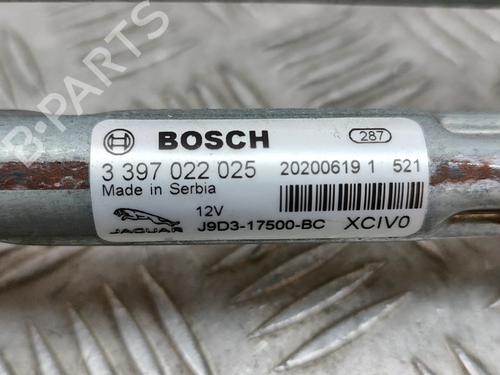 BOSCH 287
3 397 022 025 20200619 1 521
Made in Serbia
12V
JAGUAR J9D3-17500-BC XCIV0
B-PARTS